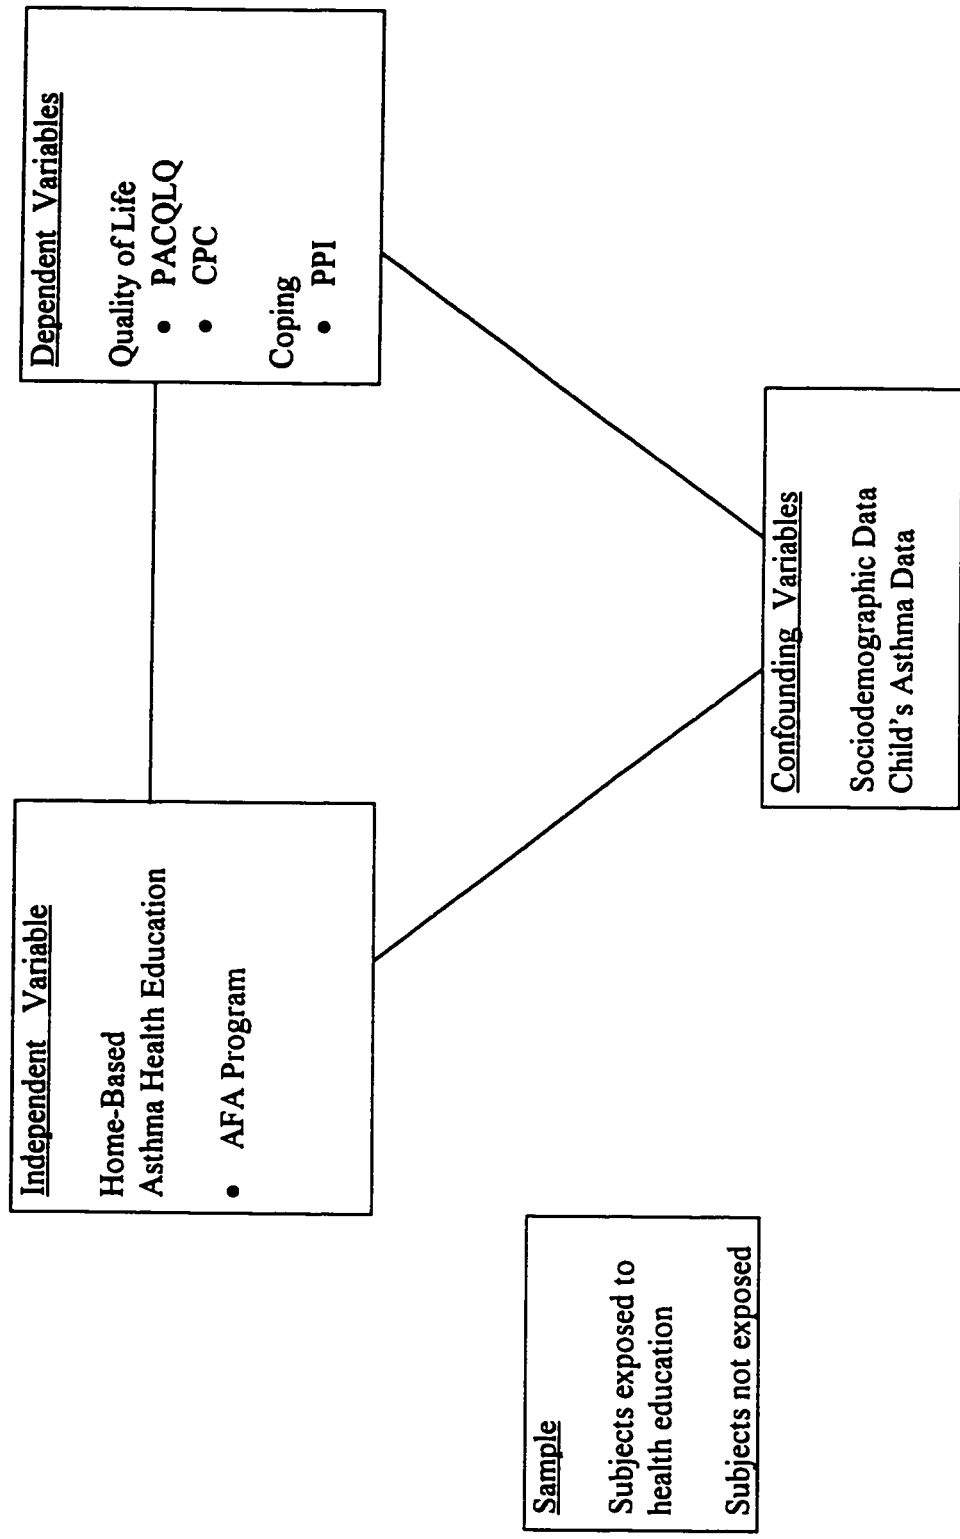 Sample
Subjects exposed to
health education
Subjects not exposed
Independent Variable
Home-Based
Asthma Health Education
• AFA Program
Dependent Variables
Quality of Life
• PACQLQ
• CPC
Coping
• PPI
Confounding Variables
Sociodemographic Data
Child's Asthma Data